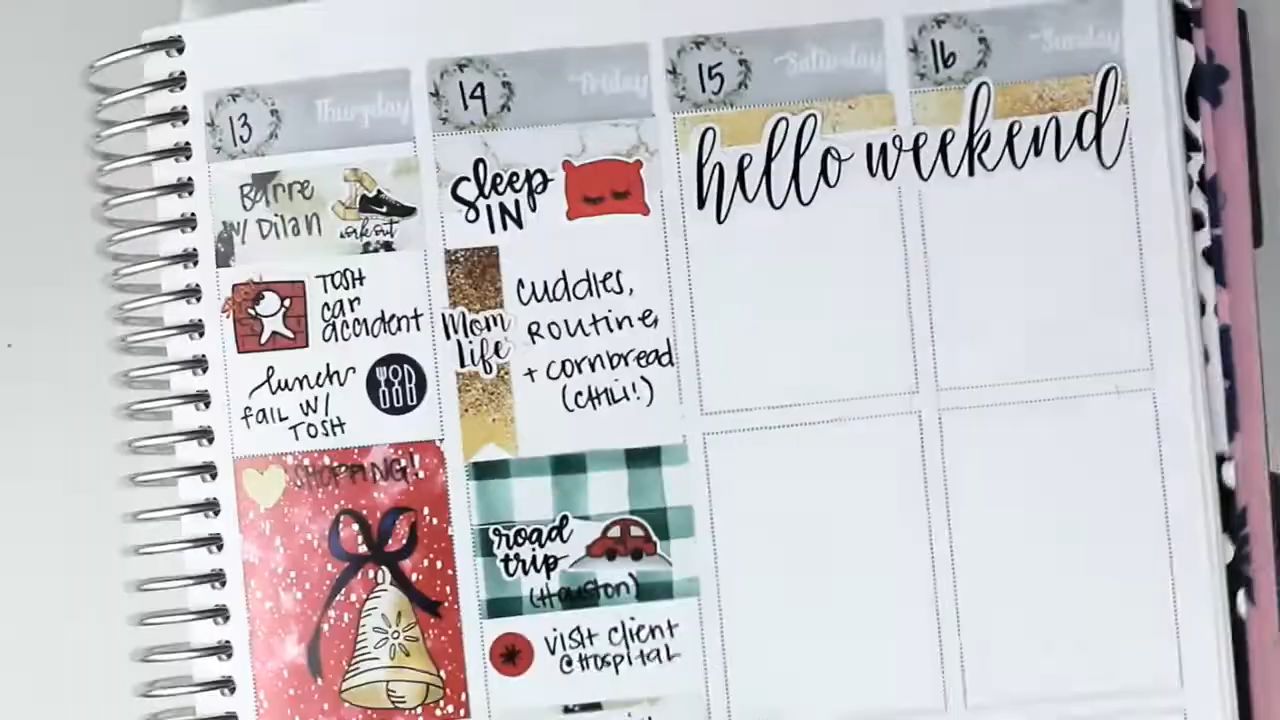 13
Thursday
Barre
w/ Dilan
workout
TOSH
car
accident
lunch
fail w/
TOSH
SHOPPING!
14
Friday
Sleep
IN
Mom
Life
cuddles,
Routine,
+ cornbread
(CHILI!)
road
trip
(Houston)
visit client
@Hospital
15
Saturday
16
Sunday
hello weekend